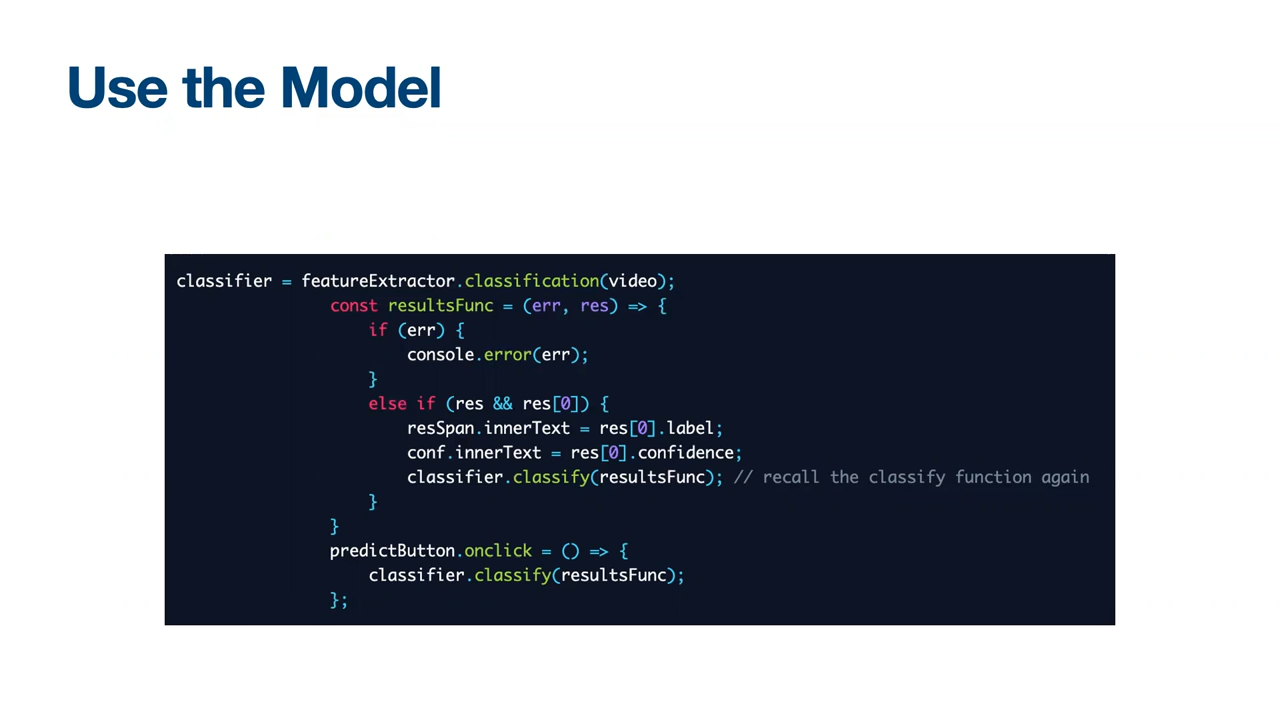 Use the Model
classifier = featureExtractor.classification(video);
const resultsFunc = (err, res) => {
if (err) {
console.error(err);
}
else if (res && res[0]) {
resSpan.innerText = res[0].label;
conf.innerText = res[0].confidence;
classifier.classify(resultsFunc); // recall the classify function again
}
}
predictButton.onclick = () => {
classifier.classify(resultsFunc);
};